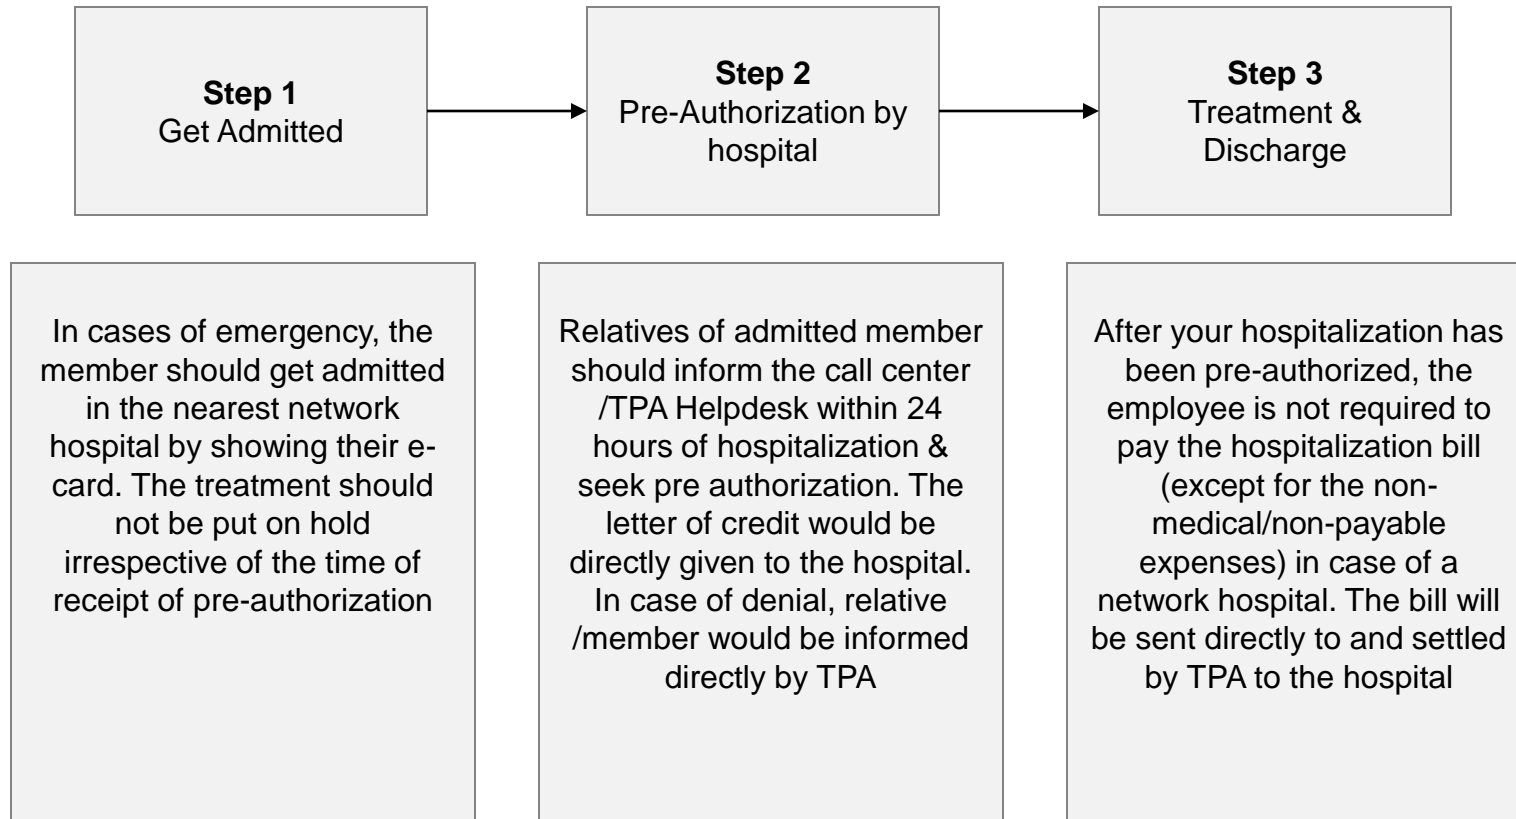 Step 1
Get Admitted
Step 2
Pre-Authorization by
hospital
Step 3
Treatment &
Discharge
In cases of emergency, the
member should get admitted
in the nearest network
hospital by showing their e-
card. The treatment should
not be put on hold
irrespective of the time of
receipt of pre-authorization
Relatives of admitted member
should inform the call center
/TPA Helpdesk within 24
hours of hospitalization &
seek pre authorization. The
letter of credit would be
directly given to the hospital.
In case of denial, relative
/member would be informed
directly by TPA
After your hospitalization has
been pre-authorized, the
employee is not required to
pay the hospitalization bill
(except for the non-
medical/non-payable
expenses) in case of a
network hospital. The bill will
be sent directly to and settled
by TPA to the hospital